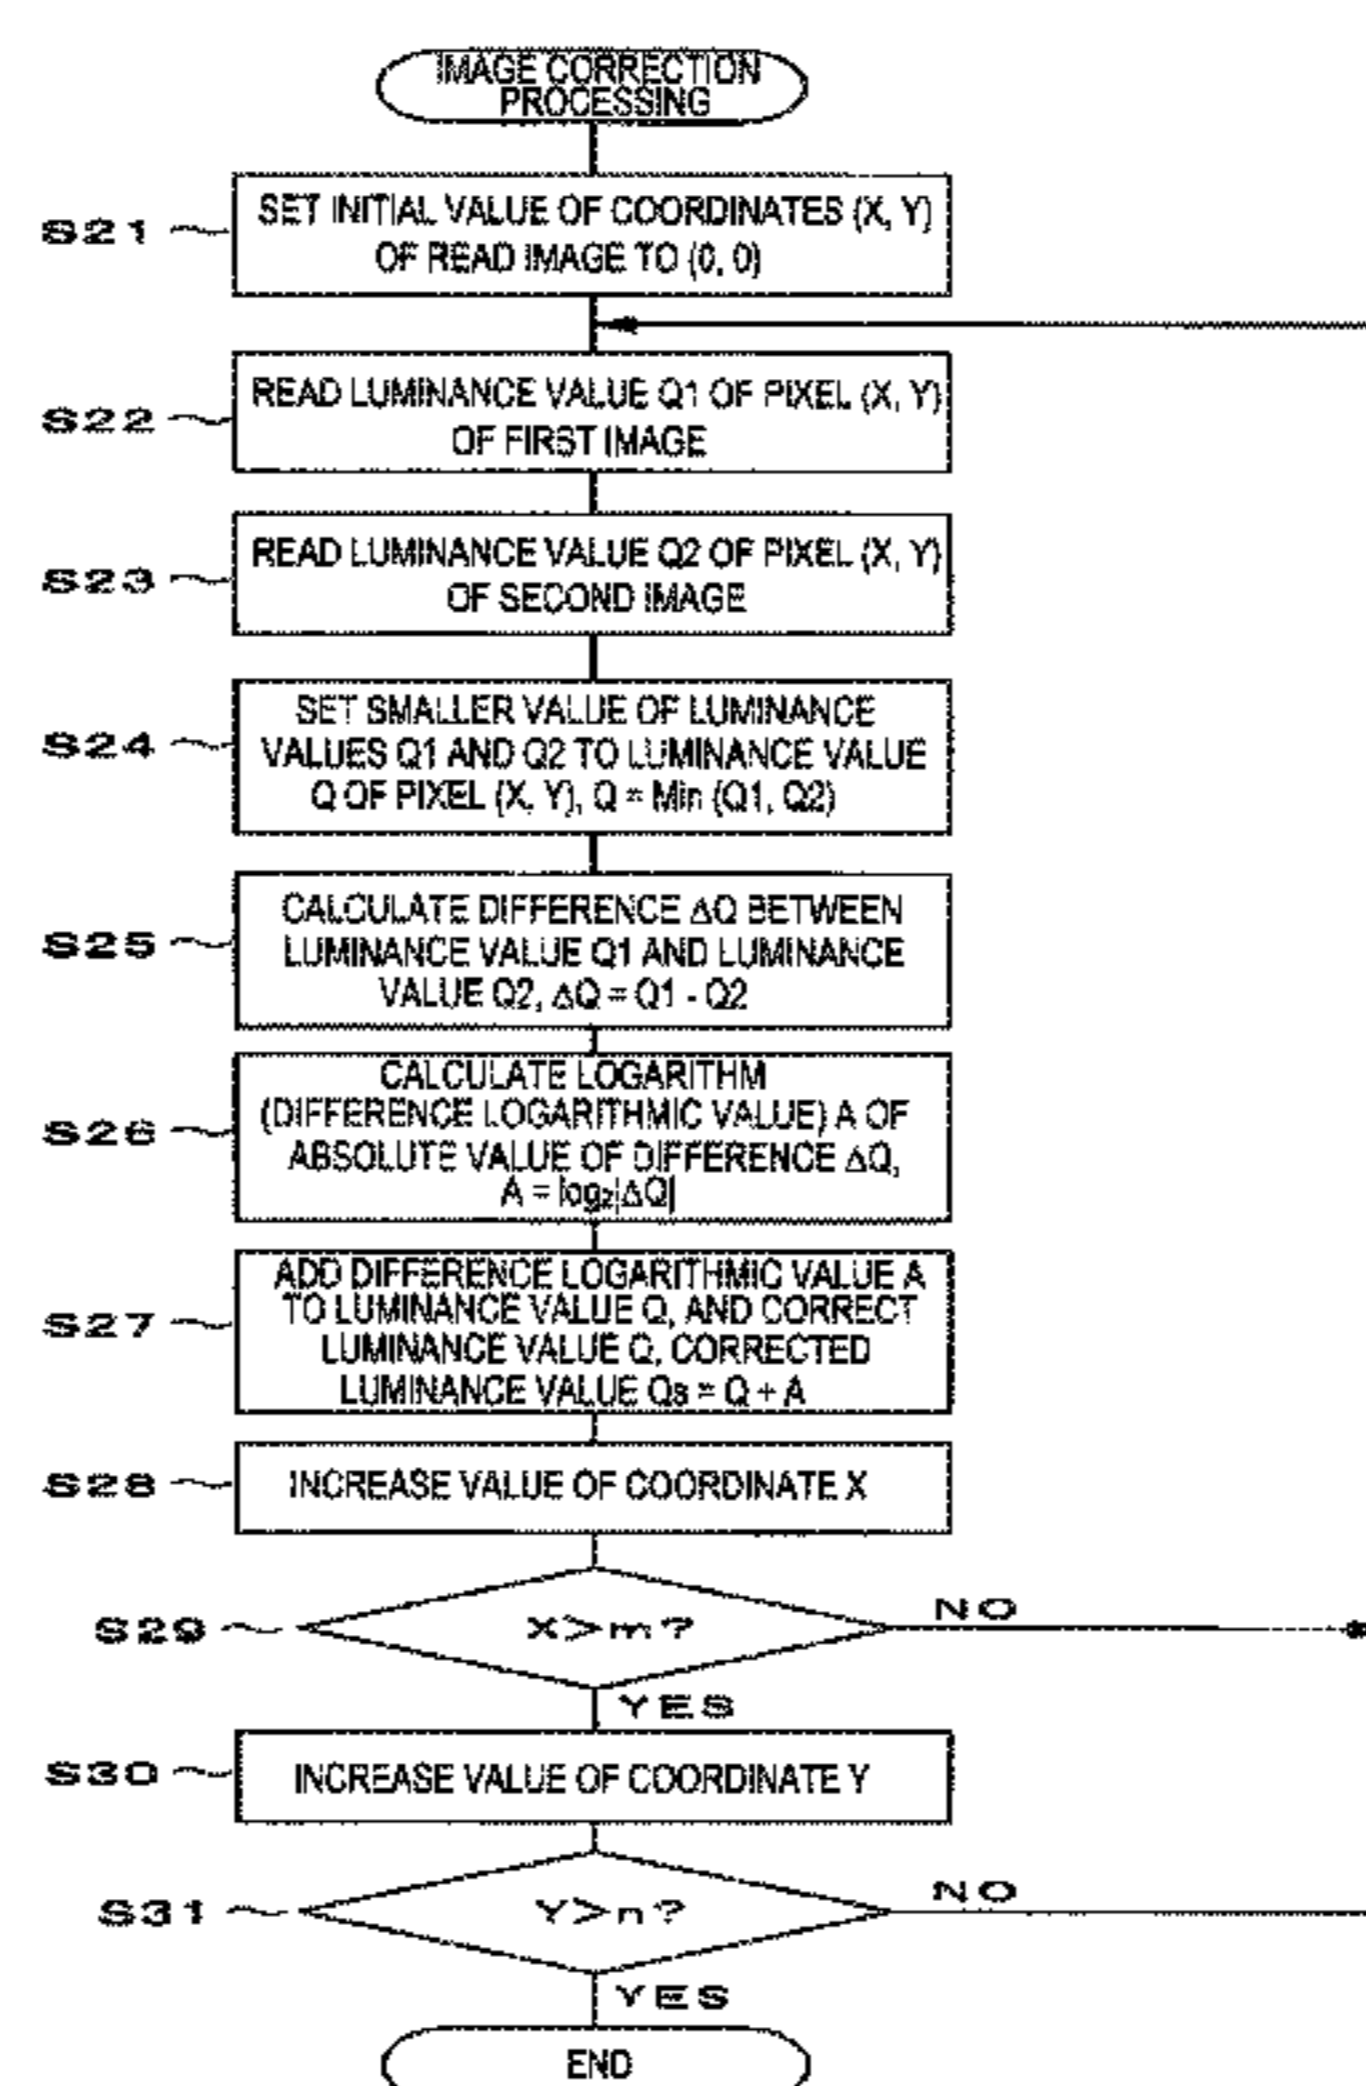 IMAGE CORRECTION
PROCESSING
S21
SET INITIAL VALUE OF COORDINATES (X, Y)
OF READ IMAGE TO (0, 0)
S22
READ LUMINANCE VALUE Q1 OF PIXEL (X, Y)
OF FIRST IMAGE
S23
READ LUMINANCE VALUE Q2 OF PIXEL (X, Y)
OF SECOND IMAGE
S24
SET SMALLER VALUE OF LUMINANCE
VALUES Q1 AND Q2 TO LUMINANCE VALUE
Q OF PIXEL (X, Y), Q = Min (Q1, Q2)
S25
CALCULATE DIFFERENCE ΔQ BETWEEN
LUMINANCE VALUE Q1 AND LUMINANCE
VALUE Q2, ΔQ = Q1 - Q2
S26
CALCULATE LOGARITHM
(DIFFERENCE LOGARITHMIC VALUE) A OF
ABSOLUTE VALUE OF DIFFERENCE ΔQ,
A = log₂|ΔQ|
S27
ADD DIFFERENCE LOGARITHMIC VALUE A
TO LUMINANCE VALUE Q, AND CORRECT
LUMINANCE VALUE Q, CORRECTED
LUMINANCE VALUE Qs = Q + A
S28
INCREASE VALUE OF COORDINATE X
S29
X>m?
NO
YES
S30
INCREASE VALUE OF COORDINATE Y
S31
Y>n?
NO
YES
END